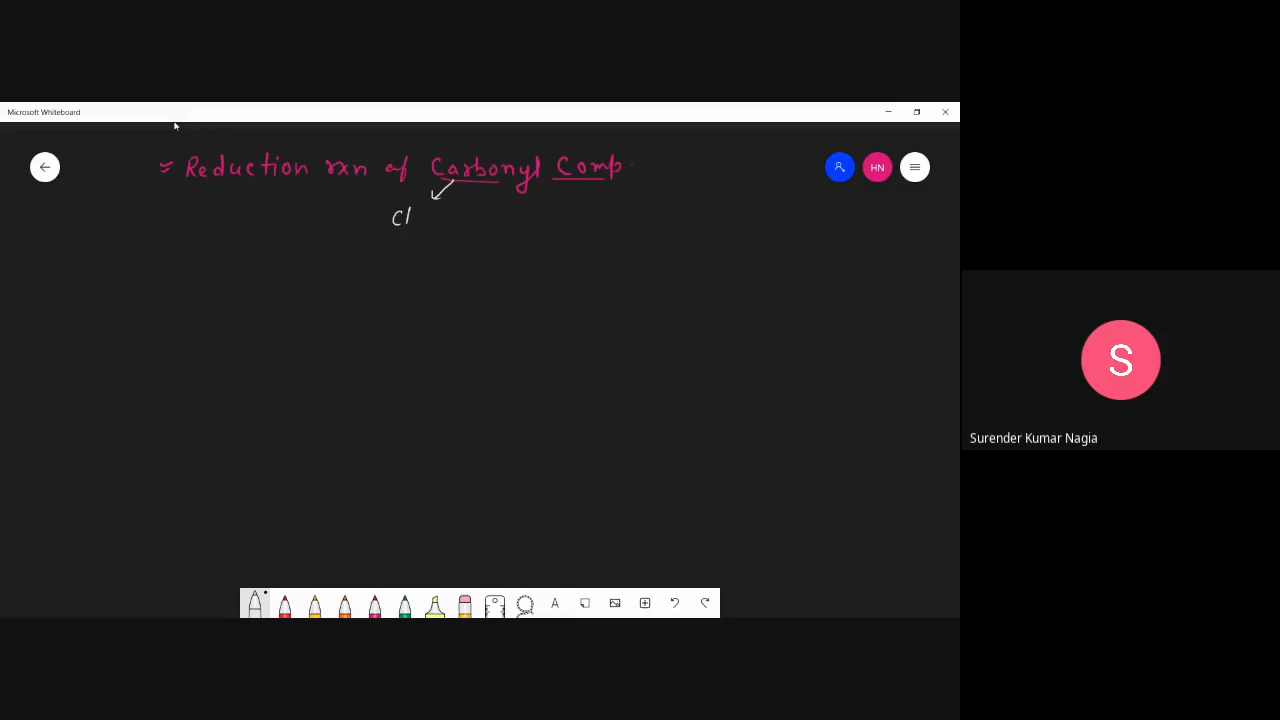 Microsoft Whiteboard
= Reduction rxn of Carbonyl Comp.
HN
Cl
S
Surender Kumar Nagia
A